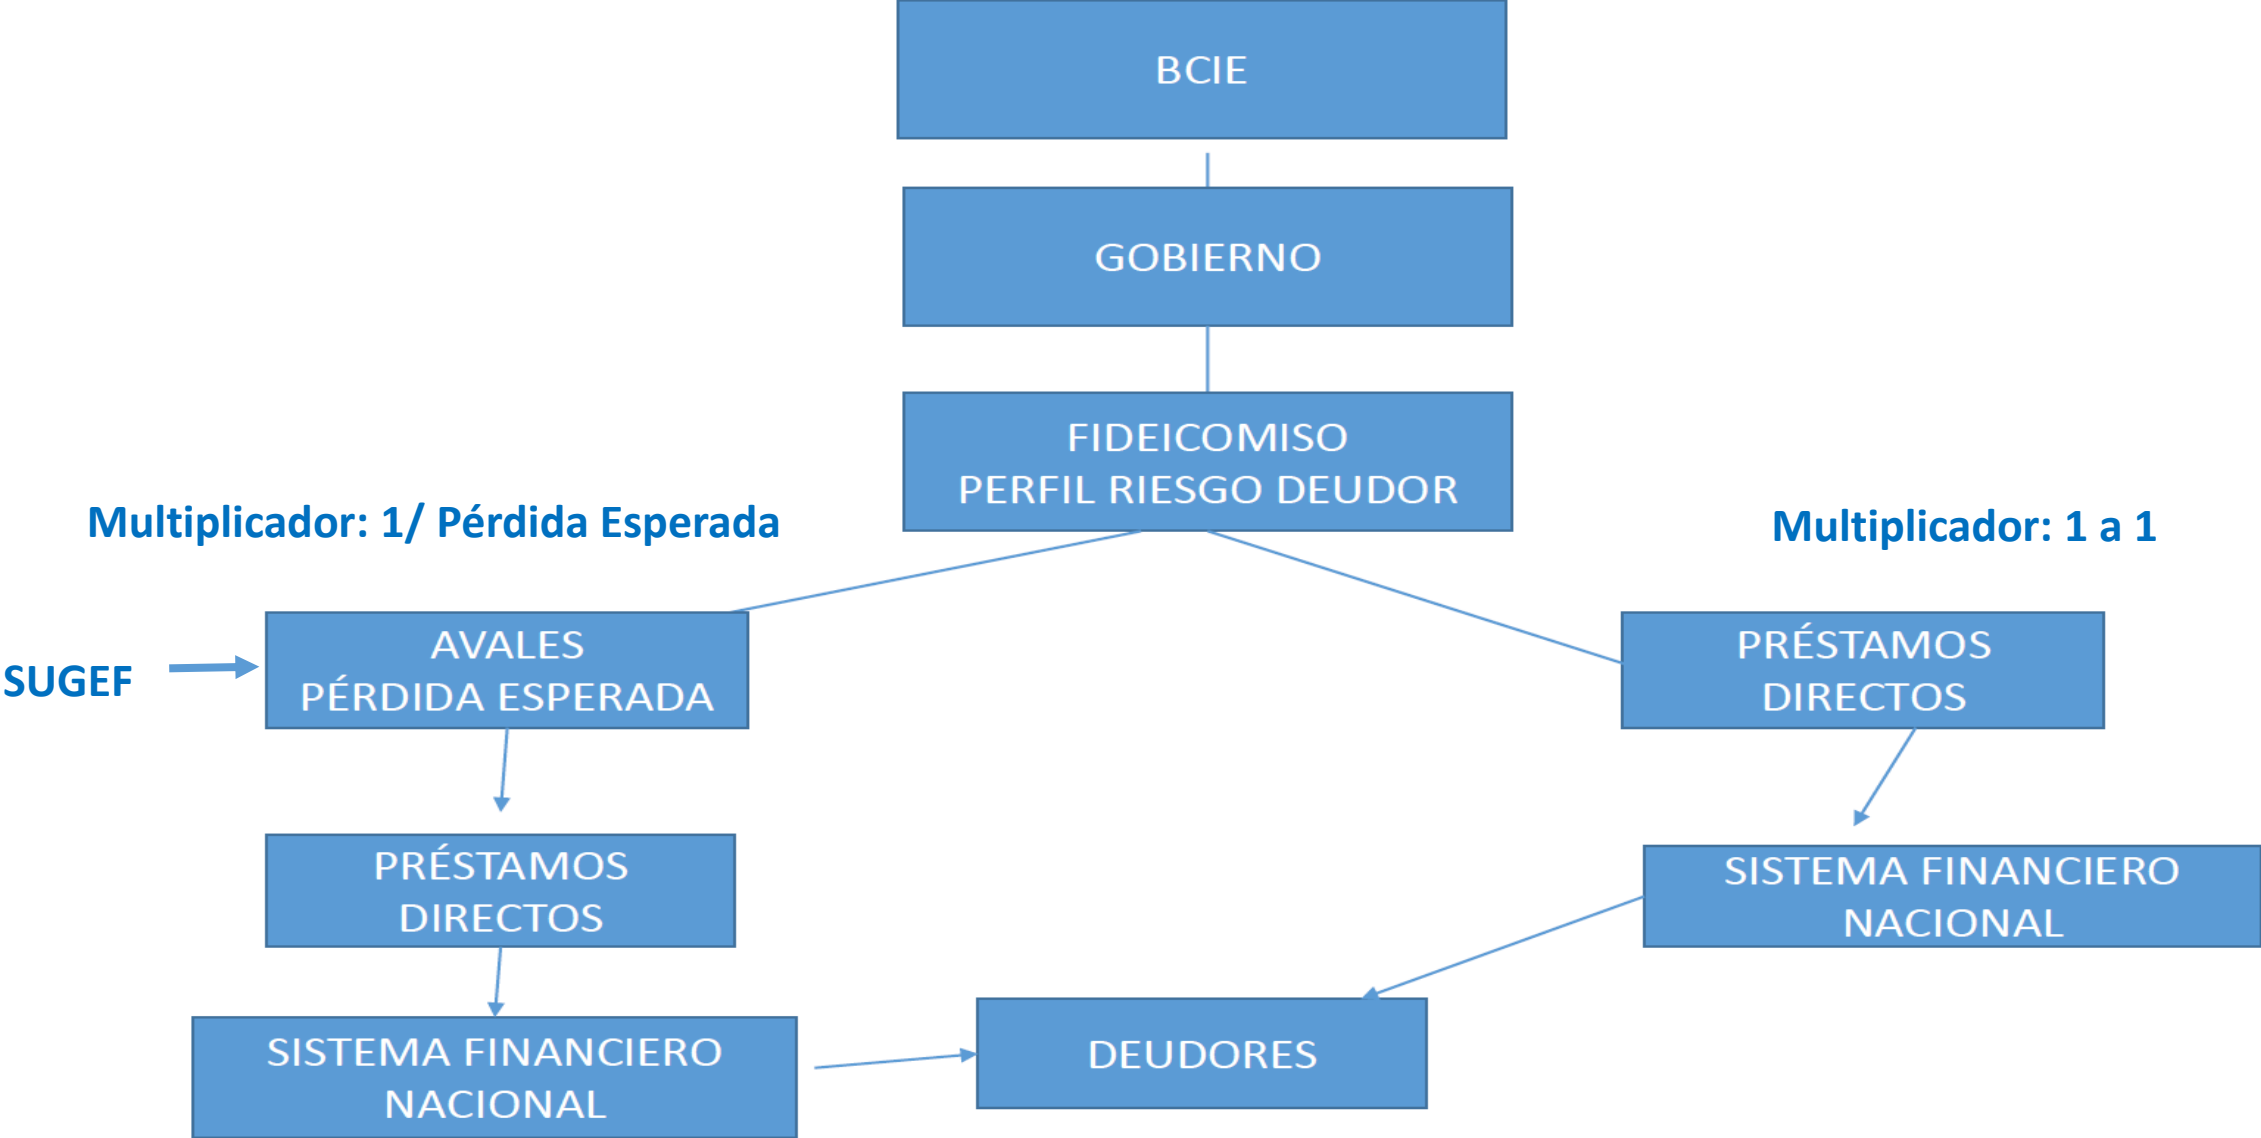 BCIE
GOBIERNO
FIDEICOMISO
PERFIL RIESGO DEUDOR
Multiplicador: 1/ Pérdida Esperada
Multiplicador: 1 a 1
SUGEF
AVALES
PÉRDIDA ESPERADA
PRÉSTAMOS
DIRECTOS
PRÉSTAMOS
DIRECTOS
SISTEMA FINANCIERO
NACIONAL
SISTEMA FINANCIERO
NACIONAL
DEUDORES